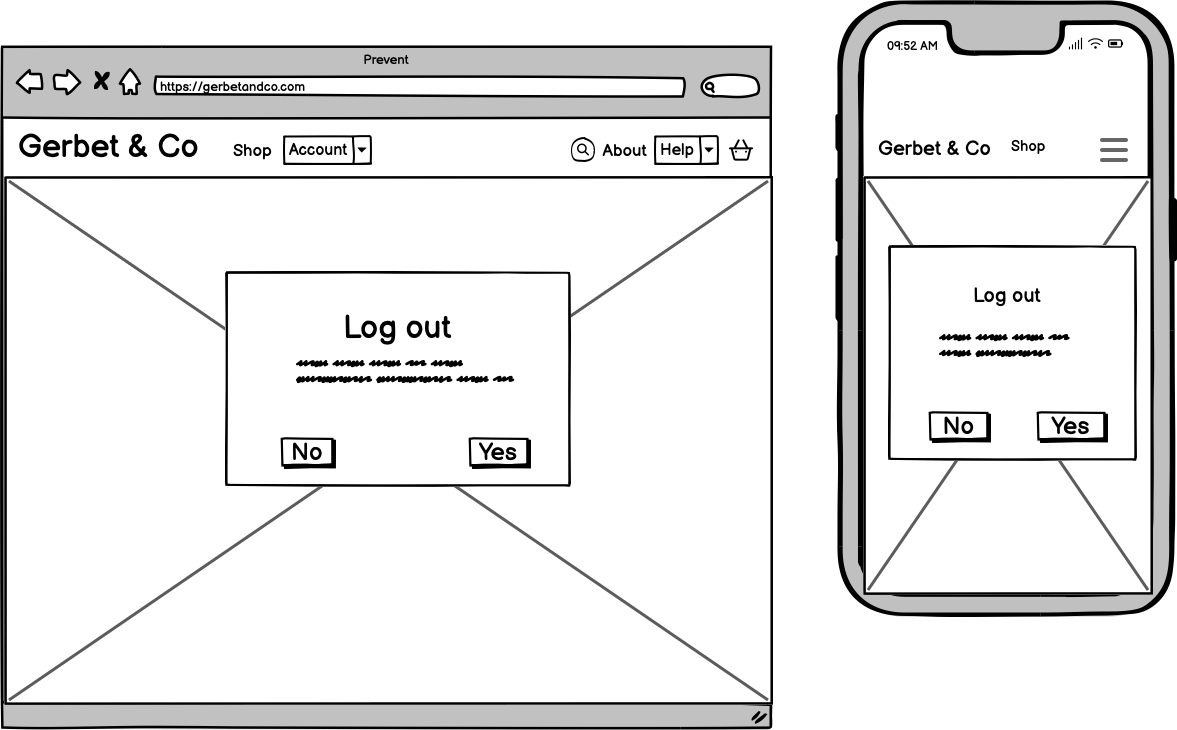 Prevent
https://gerbetandco.com
Gerbet & Co Shop Account About Help
Log out
No Yes
09:52 AM
Gerbet & Co Shop
Log out
No Yes